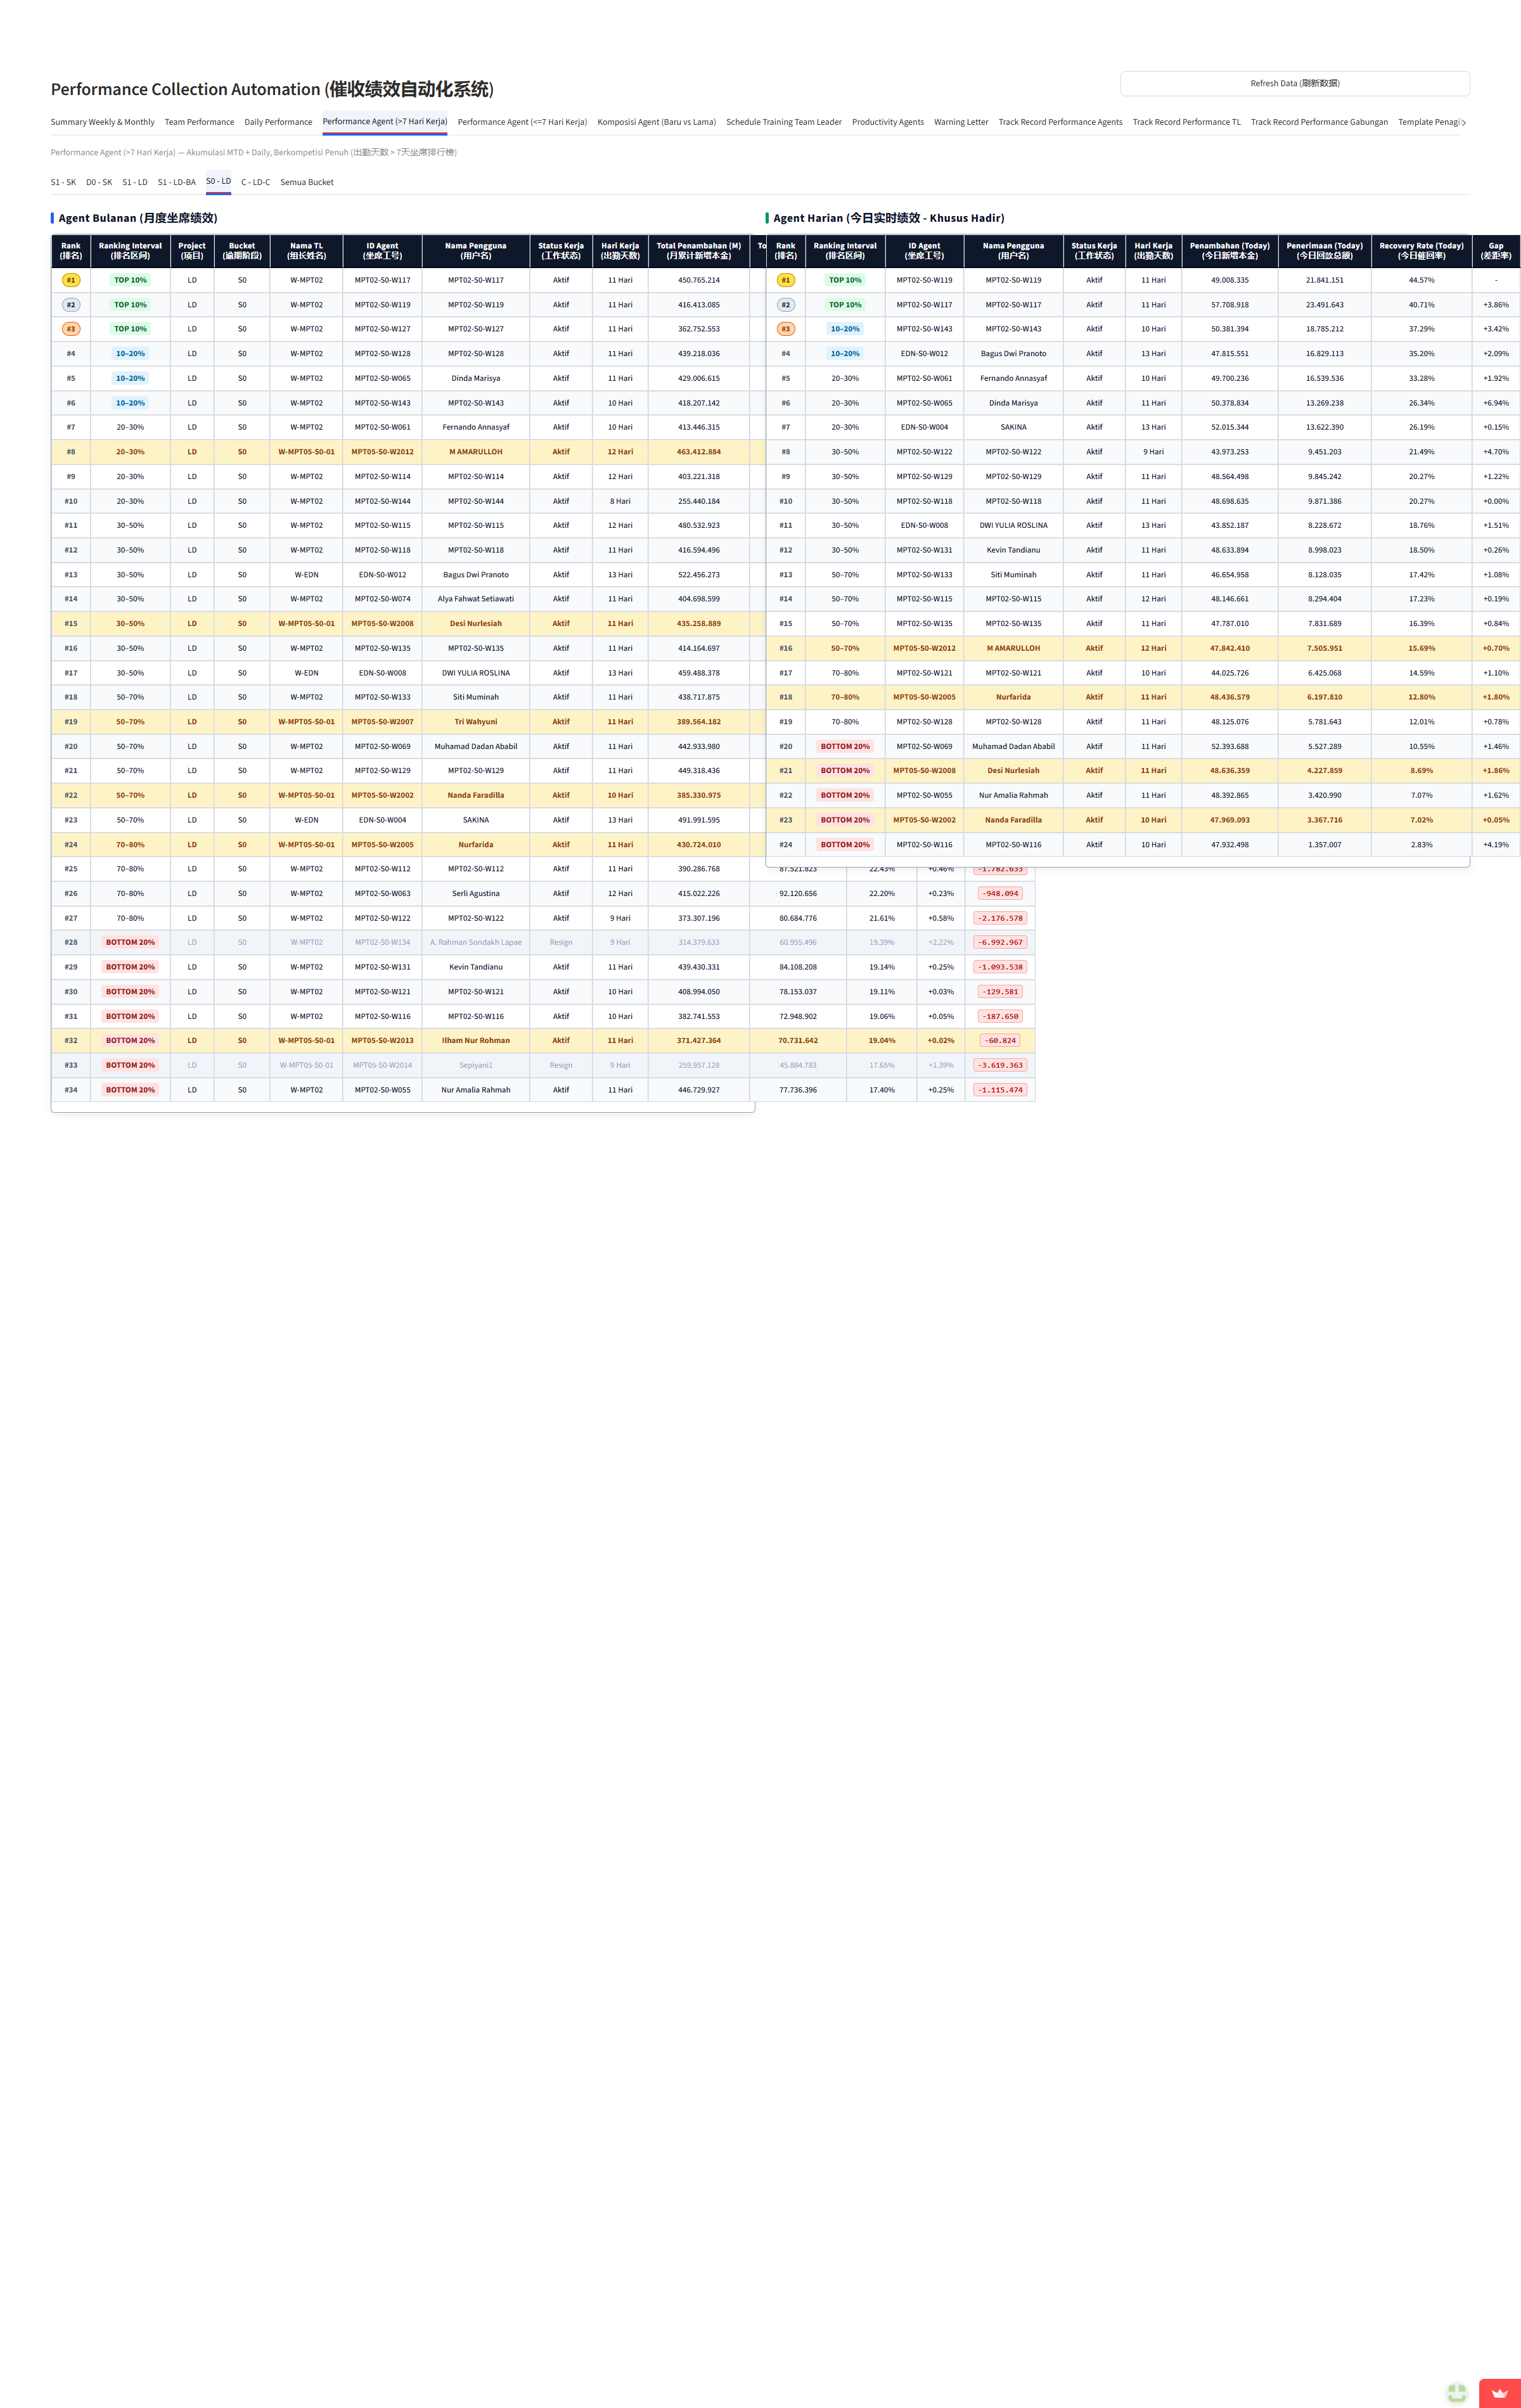 Performance Collection Automation (催收绩效自动化系统)
Refresh Data (刷新数据)
Summary Weekly & Monthly Team Performance Daily Performance Performance Agent (>7 Hari Kerja) Performance Agent (<=7 Hari Kerja) Komposisi Agent (Baru vs Lama) Schedule Training Team Leader Productivity Agents Warning Letter Track Record Performance Agents Track Record Performance TL Track Record Performance Gabungan Template Penagi
Performance Agent (>7 Hari Kerja) — Akumulasi MTD + Daily, Berkompetisi Penuh (出勤天数 > 7天坐席排行榜)
S1 - SK D0 - SK S1 - LD S1 - LD-BA S0 - LD C - LD-C Semua Bucket
Agent Bulanan (月度坐席绩效)
Rank Ranking Interval Project Bucket Nama TL ID Agent Nama Pengguna Status Kerja Hari Kerja Total Penambahan (M) To
(排名) (排名区间) (项目) (逾期阶段) (组长姓名) (坐席工号) (用户名) (工作状态) (出勤天数) (月累计新增本金)
#1 TOP 10% LD S0 W-MPT02 MPT02-S0-W117 MPT02-S0-W117 Aktif 11 Hari 450.765.214
#2 TOP 10% LD S0 W-MPT02 MPT02-S0-W119 MPT02-S0-W119 Aktif 11 Hari 416.413.085
#3 TOP 10% LD S0 W-MPT02 MPT02-S0-W127 MPT02-S0-W127 Aktif 11 Hari 362.752.553
#4 10–20% LD S0 W-MPT02 MPT02-S0-W128 MPT02-S0-W128 Aktif 11 Hari 439.218.036
#5 10–20% LD S0 W-MPT02 MPT02-S0-W065 Dinda Marisya Aktif 11 Hari 429.006.615
#6 10–20% LD S0 W-MPT02 MPT02-S0-W143 MPT02-S0-W143 Aktif 10 Hari 418.207.142
#7 20–30% LD S0 W-MPT02 MPT02-S0-W061 Fernando Annasyaf Aktif 10 Hari 413.446.315
#8 20–30% LD S0 W-MPT05-S0-01 MPT05-S0-W2012 M AMARULLOH Aktif 12 Hari 463.412.884
#9 20–30% LD S0 W-MPT02 MPT02-S0-W114 MPT02-S0-W114 Aktif 12 Hari 403.221.318
#10 20–30% LD S0 W-MPT02 MPT02-S0-W144 MPT02-S0-W144 Aktif 8 Hari 255.440.184
#11 30–50% LD S0 W-MPT02 MPT02-S0-W115 MPT02-S0-W115 Aktif 12 Hari 480.532.923
#12 30–50% LD S0 W-MPT02 MPT02-S0-W118 MPT02-S0-W118 Aktif 11 Hari 416.594.496
#13 30–50% LD S0 W-EDN EDN-S0-W012 Bagus Dwi Pranoto Aktif 13 Hari 522.456.273
#14 30–50% LD S0 W-MPT02 MPT02-S0-W074 Alya Fahwat Setiawati Aktif 11 Hari 404.698.599
#15 30–50% LD S0 W-MPT05-S0-01 MPT05-S0-W2008 Desi Nurlesiah Aktif 11 Hari 435.258.889
#16 30–50% LD S0 W-MPT02 MPT02-S0-W135 MPT02-S0-W135 Aktif 11 Hari 414.164.697
#17 30–50% LD S0 W-EDN EDN-S0-W008 DWI YULIA ROSLINA Aktif 13 Hari 459.488.378
#18 50–70% LD S0 W-MPT02 MPT02-S0-W133 Siti Muminah Aktif 11 Hari 438.717.875
#19 50–70% LD S0 W-MPT05-S0-01 MPT05-S0-W2007 Tri Wahyuni Aktif 11 Hari 389.564.182
#20 50–70% LD S0 W-MPT02 MPT02-S0-W069 Muhamad Dadan Ababil Aktif 11 Hari 442.933.980
#21 50–70% LD S0 W-MPT02 MPT02-S0-W129 MPT02-S0-W129 Aktif 11 Hari 449.318.436
#22 50–70% LD S0 W-MPT05-S0-01 MPT05-S0-W2002 Nanda Faradilla Aktif 10 Hari 385.330.975
#23 50–70% LD S0 W-EDN EDN-S0-W004 SAKINA Aktif 13 Hari 491.991.595
#24 70–80% LD S0 W-MPT05-S0-01 MPT05-S0-W2005 Nurfarida Aktif 11 Hari 430.724.010
#25 70–80% LD S0 W-MPT02 MPT02-S0-W112 MPT02-S0-W112 Aktif 11 Hari 390.286.768 87.521.823 22.43% +0.46% -1.782.633
#26 70–80% LD S0 W-MPT02 MPT02-S0-W063 Serli Agustina Aktif 12 Hari 415.022.226 92.120.656 22.20% +0.23% -948.094
#27 70–80% LD S0 W-MPT02 MPT02-S0-W122 MPT02-S0-W122 Aktif 9 Hari 373.307.196 80.684.776 21.61% +0.58% -2.176.578
#28 BOTTOM 20% LD S0 W-MPT02 MPT02-S0-W134 A. Rahman Sondakh Lapae Resign 9 Hari 314.379.633 60.955.496 19.39% +2.22% -6.992.967
#29 BOTTOM 20% LD S0 W-MPT02 MPT02-S0-W131 Kevin Tandianu Aktif 11 Hari 439.430.331 84.108.208 19.14% +0.25% -1.093.538
#30 BOTTOM 20% LD S0 W-MPT02 MPT02-S0-W121 MPT02-S0-W121 Aktif 10 Hari 408.994.050 78.153.037 19.11% +0.03% -129.581
#31 BOTTOM 20% LD S0 W-MPT02 MPT02-S0-W116 MPT02-S0-W116 Aktif 10 Hari 382.741.553 72.948.902 19.06% +0.05% -187.650
#32 BOTTOM 20% LD S0 W-MPT05-S0-01 MPT05-S0-W2013 Ilham Nur Rohman Aktif 11 Hari 371.427.364 70.731.642 19.04% +0.02% -60.824
#33 BOTTOM 20% LD S0 W-MPT05-S0-01 MPT05-S0-W2014 Sepiyani1 Resign 9 Hari 259.957.128 45.884.783 17.65% +1.39% -3.619.363
#34 BOTTOM 20% LD S0 W-MPT02 MPT02-S0-W055 Nur Amalia Rahmah Aktif 11 Hari 446.729.927 77.736.396 17.40% +0.25% -1.115.474
Agent Harian (今日实时绩效 - Khusus Hadir)
Rank Ranking Interval ID Agent Nama Pengguna Status Kerja Hari Kerja Penambahan (Today) Penerimaan (Today) Recovery Rate (Today) Gap
(排名) (排名区间) (坐席工号) (用户名) (工作状态) (出勤天数) (今日新增本金) (今日回款总额) (今日催回率) (差距率)
#1 TOP 10% MPT02-S0-W119 MPT02-S0-W119 Aktif 11 Hari 49.008.335 21.841.151 44.57% -
#2 TOP 10% MPT02-S0-W117 MPT02-S0-W117 Aktif 11 Hari 57.708.918 23.491.643 40.71% +3.86%
#3 10–20% MPT02-S0-W143 MPT02-S0-W143 Aktif 10 Hari 50.381.394 18.785.212 37.29% +3.42%
#4 10–20% EDN-S0-W012 Bagus Dwi Pranoto Aktif 13 Hari 47.815.551 16.829.113 35.20% +2.09%
#5 20–30% MPT02-S0-W061 Fernando Annasyaf Aktif 10 Hari 49.700.236 16.539.536 33.28% +1.92%
#6 20–30% MPT02-S0-W065 Dinda Marisya Aktif 11 Hari 50.378.834 13.269.238 26.34% +6.94%
#7 20–30% EDN-S0-W004 SAKINA Aktif 13 Hari 52.015.344 13.622.390 26.19% +0.15%
#8 30–50% MPT02-S0-W122 MPT02-S0-W122 Aktif 9 Hari 43.973.253 9.451.203 21.49% +4.70%
#9 30–50% MPT02-S0-W129 MPT02-S0-W129 Aktif 11 Hari 48.564.498 9.845.242 20.27% +1.22%
#10 30–50% MPT02-S0-W118 MPT02-S0-W118 Aktif 11 Hari 48.698.635 9.871.386 20.27% +0.00%
#11 30–50% EDN-S0-W008 DWI YULIA ROSLINA Aktif 13 Hari 43.852.187 8.228.672 18.76% +1.51%
#12 30–50% MPT02-S0-W131 Kevin Tandianu Aktif 11 Hari 48.633.894 8.998.023 18.50% +0.26%
#13 50–70% MPT02-S0-W133 Siti Muminah Aktif 11 Hari 46.654.958 8.128.035 17.42% +1.08%
#14 50–70% MPT02-S0-W115 MPT02-S0-W115 Aktif 12 Hari 48.146.661 8.294.404 17.23% +0.19%
#15 50–70% MPT02-S0-W135 MPT02-S0-W135 Aktif 11 Hari 47.787.010 7.831.689 16.39% +0.84%
#16 50–70% MPT05-S0-W2012 M AMARULLOH Aktif 12 Hari 47.842.410 7.505.951 15.69% +0.70%
#17 70–80% MPT02-S0-W121 MPT02-S0-W121 Aktif 10 Hari 44.025.726 6.425.068 14.59% +1.10%
#18 70–80% MPT05-S0-W2005 Nurfarida Aktif 11 Hari 48.436.579 6.197.810 12.80% +1.80%
#19 70–80% MPT02-S0-W128 MPT02-S0-W128 Aktif 11 Hari 48.125.076 5.781.643 12.01% +0.78%
#20 BOTTOM 20% MPT02-S0-W069 Muhamad Dadan Ababil Aktif 11 Hari 52.393.688 5.527.289 10.55% +1.46%
#21 BOTTOM 20% MPT05-S0-W2008 Desi Nurlesiah Aktif 11 Hari 48.636.359 4.227.859 8.69% +1.86%
#22 BOTTOM 20% MPT02-S0-W055 Nur Amalia Rahmah Aktif 11 Hari 48.392.865 3.420.990 7.07% +1.62%
#23 BOTTOM 20% MPT05-S0-W2002 Nanda Faradilla Aktif 10 Hari 47.969.093 3.367.716 7.02% +0.05%
#24 BOTTOM 20% MPT02-S0-W116 MPT02-S0-W116 Aktif 10 Hari 47.932.498 1.357.007 2.83% +4.19%